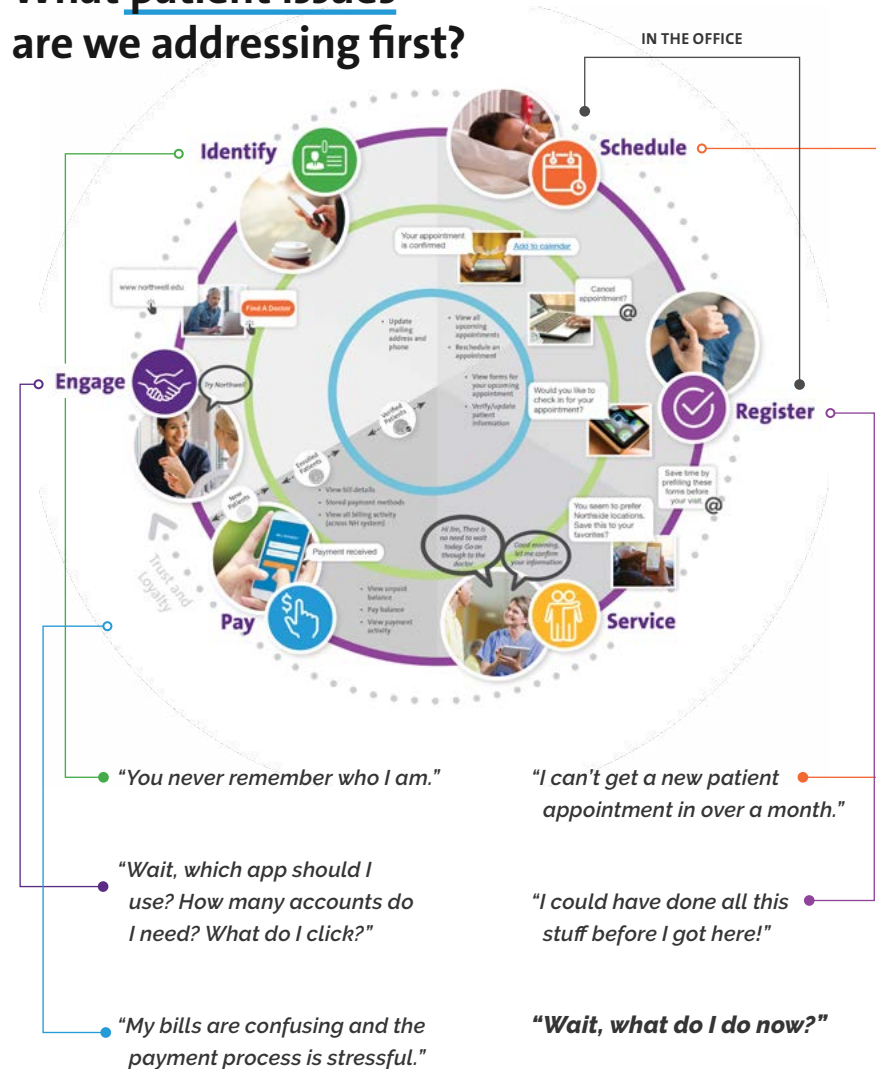 What patient issues
are we addressing first?
IN THE OFFICE
Identify
Schedule
Your appointment
is confirmed
Add to calendar
www.northwell.edu
Find A Doctor
Cancel
appointment?
@
• Update
mailing
address and
phone
• View all
upcoming
appointments
• Reschedule an
appointment
• View forms for
your upcoming
appointment
• Verify/update
patient
information
Engage
Try Northwell
Would you like to
check in for your
appointment?
Register
Verified
Patients
Enrolled
Patients
New
Patients
• View bill details
• Stored payment methods
• View all billing activity
(across NH system)
Save time by
prefilling these
forms before
your visit.
@
You seem to prefer
Northside locations.
Save this to your
favorites?
Hi Jim, There is
no need to wait
today. Go on
through to the
doctor
Good morning,
let me confirm
your information
Payment received
Trust and
Loyalty
• View unpaid
balance
• Pay balance
• View payment
activity
Pay
$
Service
“You never remember who I am.”
“I can’t get a new patient
appointment in over a month.”
“Wait, which app should I
use? How many accounts do
I need? What do I click?”
“I could have done all this
stuff before I got here!”
“My bills are confusing and the
payment process is stressful.”
“Wait, what do I do now?”